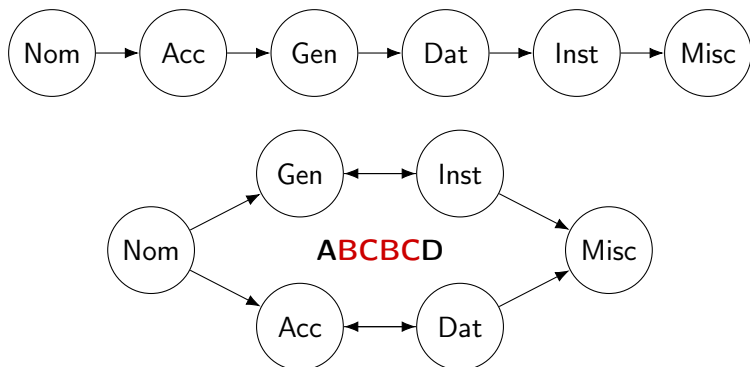 Nom Acc Gen Dat Inst Misc
Gen Inst
Nom ABCBCD Misc
Acc Dat